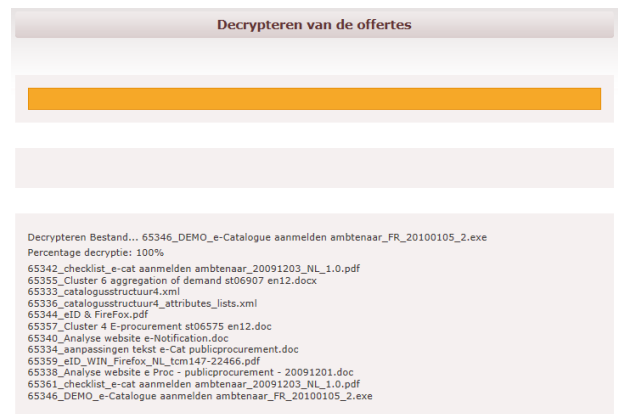 Decrypteren van de offertes
Decrypteren Bestand... 65346_DEMO_e-Catalogue aanmelden ambtenaar_FR_20100105_2.exe
Percentage decryptie: 100%
65342_checklist_e-cat aanmelden ambtenaar_20091203_NL_1.0.pdf
65355_Cluster 6 aggregation of demand st06907 en12.docx
65333_catalogusstructuur4.xml
65336_catalogusstructuur4_attributes_lists.xml
65344_eID & FireFox.pdf
65357_Cluster 4 E-procurement st06575 en12.doc
65340_Analyse website e-Notification.doc
65334_aanpassingen tekst e-Cat publicprocurement.doc
65359_eID_WIN_Firefox_NL_tcm147-22466.pdf
65338_Analyse website e Proc - publicprocurement - 20091201.doc
65361_checklist_e-cat aanmelden ambtenaar_20091203_NL_1.0.pdf
65346_DEMO_e-Catalogue aanmelden ambtenaar_FR_20100105_2.exe